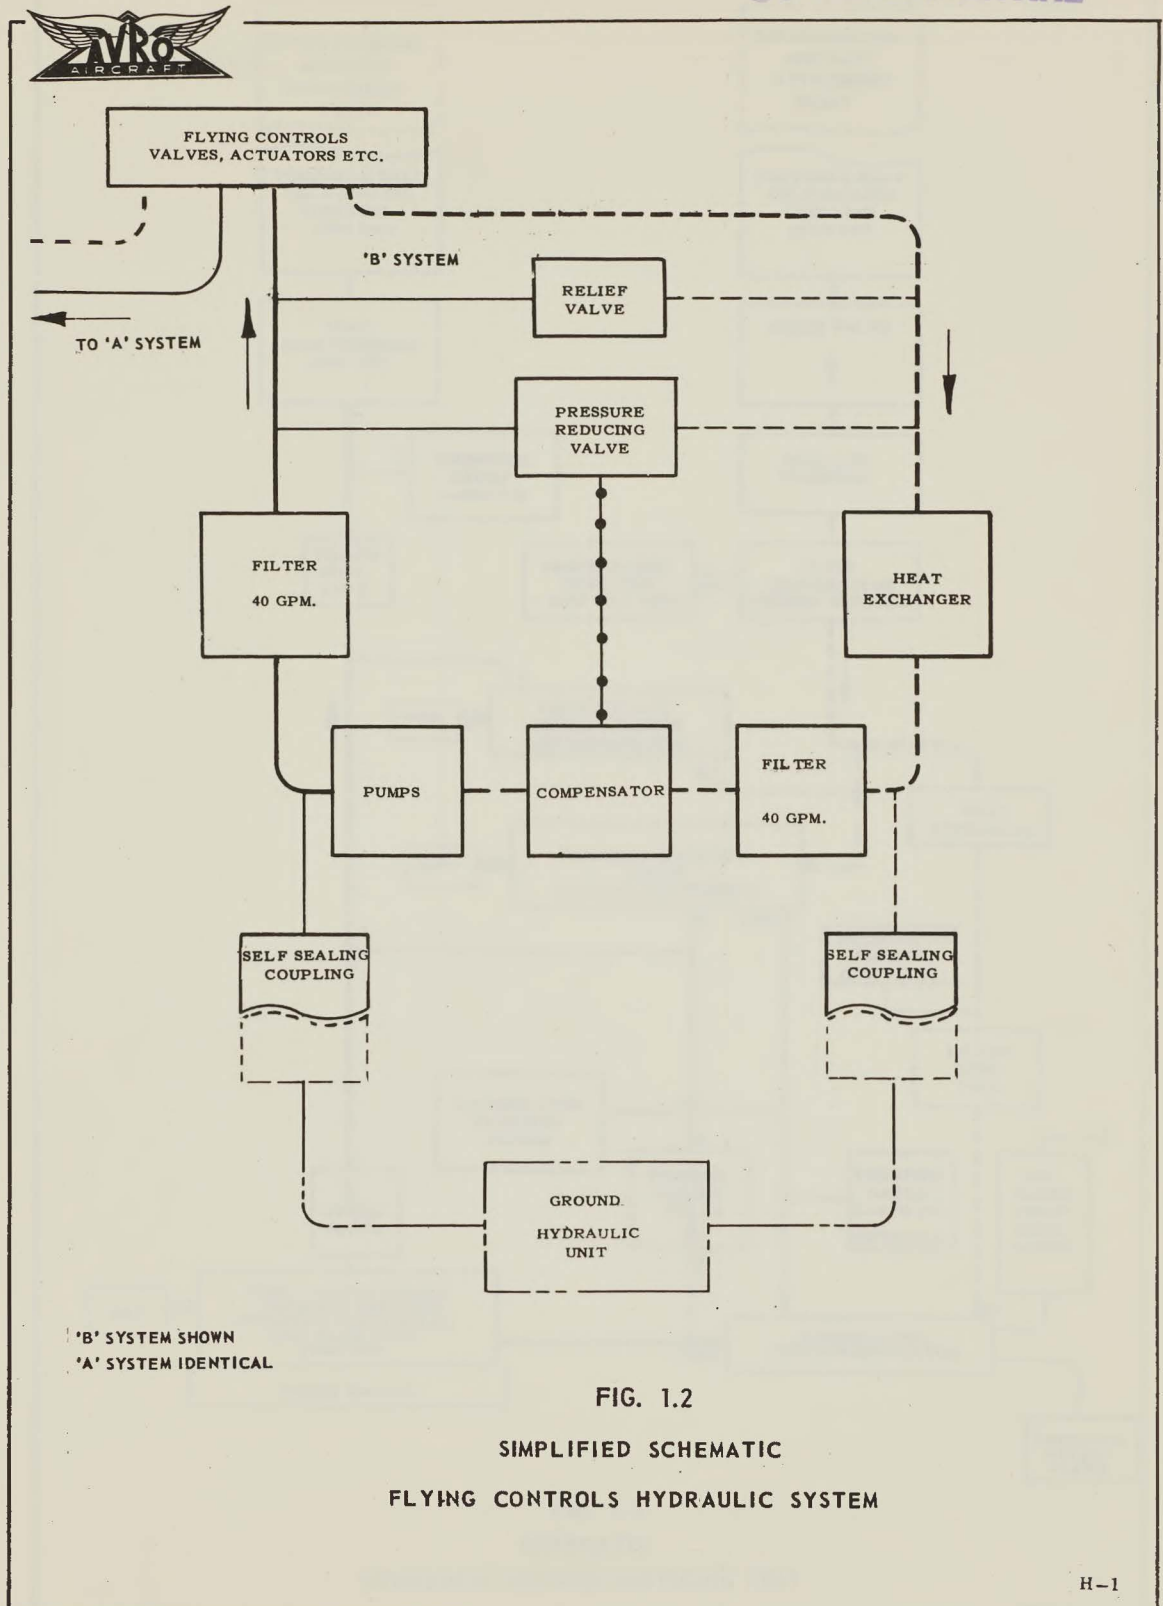 AVRO
AIRCRAFT
FLYING CONTROLS
VALVES, ACTUATORS ETC.
'B' SYSTEM
RELIEF
VALVE
TO 'A' SYSTEM
PRESSURE
REDUCING
VALVE
FILTER
40 GPM.
HEAT
EXCHANGER
PUMPS
COMPENSATOR
FILTER
40 GPM.
SELF SEALING
COUPLING
SELF SEALING
COUPLING
GROUND
HYDRAULIC
UNIT
'B' SYSTEM SHOWN
'A' SYSTEM IDENTICAL
FIG. 1.2
SIMPLIFIED SCHEMATIC
FLYING CONTROLS HYDRAULIC SYSTEM
H-1